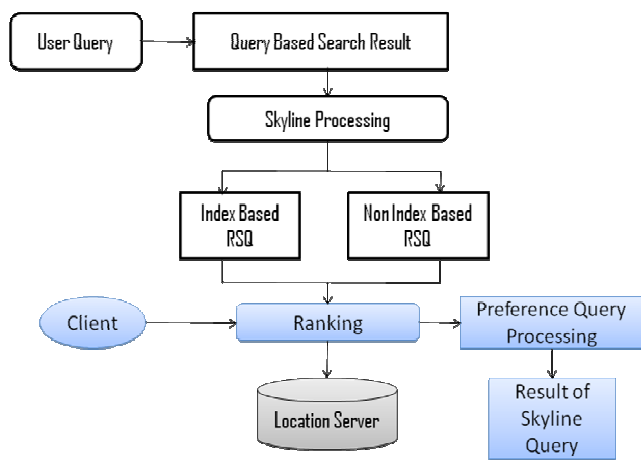 User Query
Query Based Search Result
Skyline Processing
Index Based
RSQ
Non Index Based
RSQ
Client
Ranking
Preference Query
Processing
Location Server
Result of
Skyline
Query